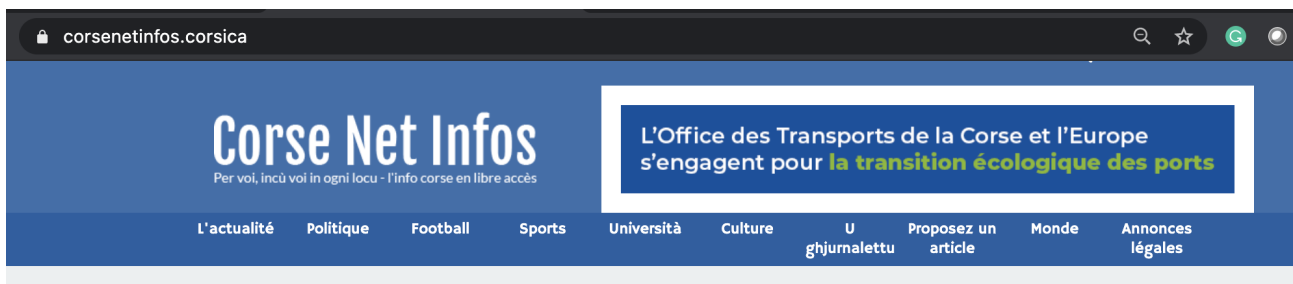 corsenetinfos.corsica
Corse Net Infos
Per voi, incù voi in ogni locu - l'info corse en libre accès
L'Office des Transports de la Corse et l'Europe
s'engagent pour la transition écologique des ports
L'actualité Politique Football Sports Università Culture U ghjurnalettu Proposez un article Monde Annonces légales